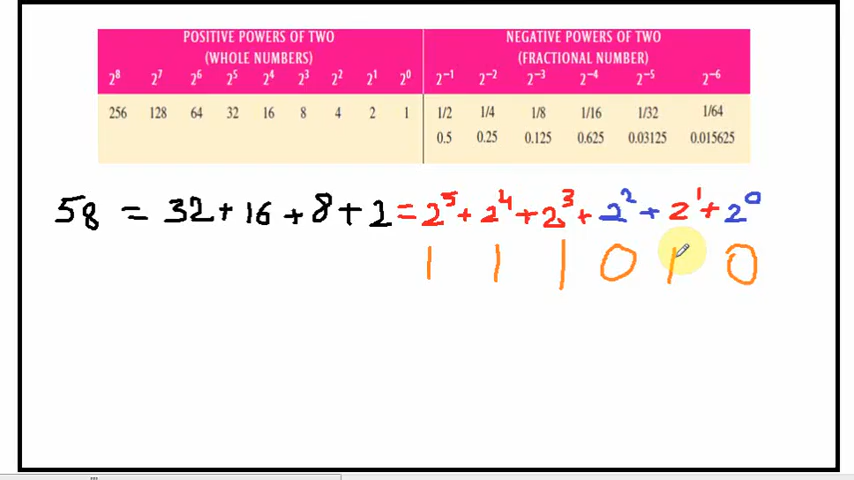 POSITIVE POWERS OF TWO
(WHOLE NUMBERS)
NEGATIVE POWERS OF TWO
(FRACTIONAL NUMBER)
2⁸ 2⁷ 2⁶ 2⁵ 2⁴ 2³ 2² 2¹ 2⁰ 2⁻¹ 2⁻² 2⁻³ 2⁻⁴ 2⁻⁵ 2⁻⁶
256 128 64 32 16 8 4 2 1 1/2 1/4 1/8 1/16 1/32 1/64
0.5 0.25 0.125 0.625 0.03125 0.015625
58 = 32+16+8+2 = 2⁵+2⁴+2³+2²+2¹+2⁰
1 1 1 0 1 0